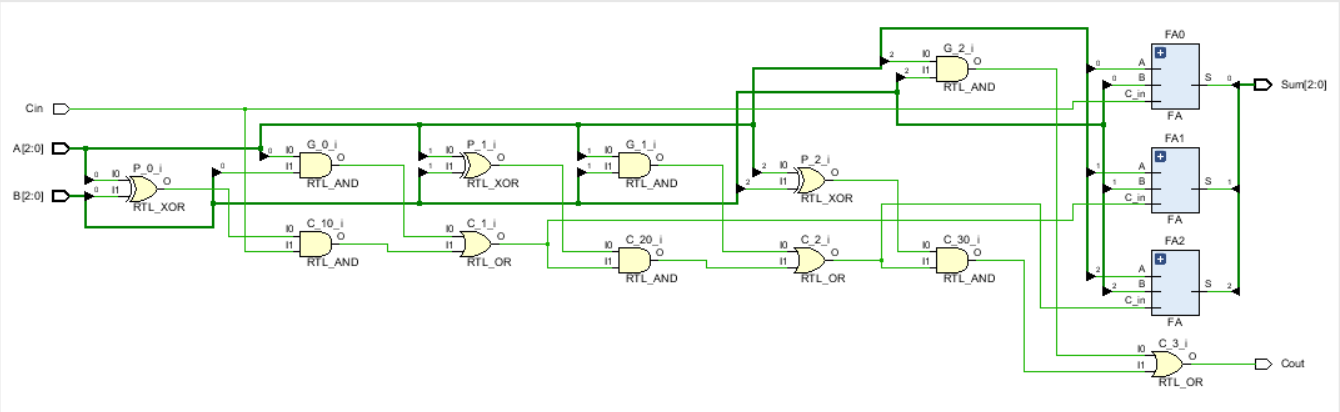 FA0
G_2_i
2 I0 O A 0
2 I1 B 0 S 0 Sum[2:0]
RTL_AND C_in
Cin
FA
A[2:0] G_0_i P_1_i G_1_i FA1
0 I0 O 1 I0 O 1 I0 O
P_0_i 0 I1 1 I1 1 I1 P_2_i 1 A
0 I0 O RTL_AND RTL_XOR RTL_AND 2 I0 O 1 B S 1
B[2:0] 0 I1 2 I1 C_in
RTL_XOR RTL_XOR
FA
C_10_i C_1_i
I0 O I0 O C_20_i C_2_i C_30_i FA2
I1 I1 I0 O I0 O I0 O
RTL_AND RTL_OR I1 I1 I1 2 A
RTL_AND RTL_OR RTL_AND 2 B S 2
C_in
FA
C_3_i
I0 O
I1 Cout
RTL_OR